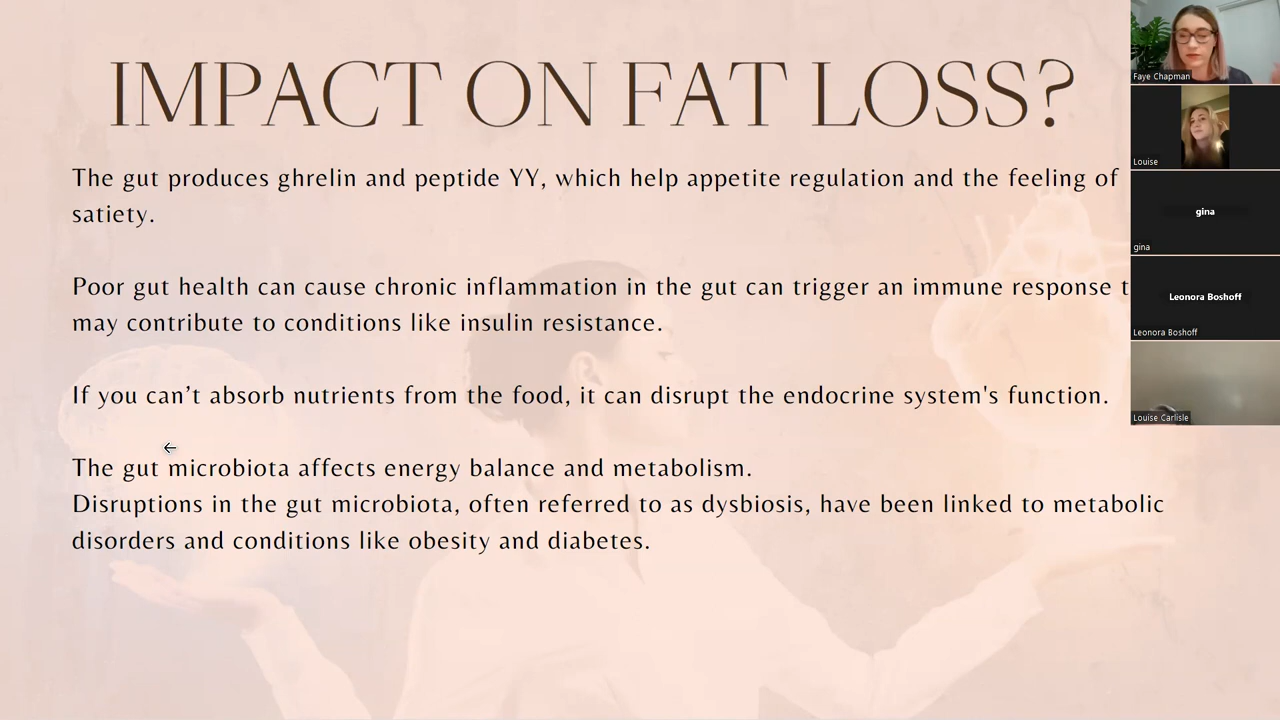 IMPACT ON FAT LOSS?
The gut produces ghrelin and peptide YY, which help appetite regulation and the feeling of
satiety.
Poor gut health can cause chronic inflammation in the gut can trigger an immune response
may contribute to conditions like insulin resistance.
If you can’t absorb nutrients from the food, it can disrupt the endocrine system's function.
The gut microbiota affects energy balance and metabolism.
Disruptions in the gut microbiota, often referred to as dysbiosis, have been linked to metabolic
disorders and conditions like obesity and diabetes.
Faye Chapman
Louise
gina
gina
Leonora Boshoff
Leonora Boshoff
Louise Carlisle